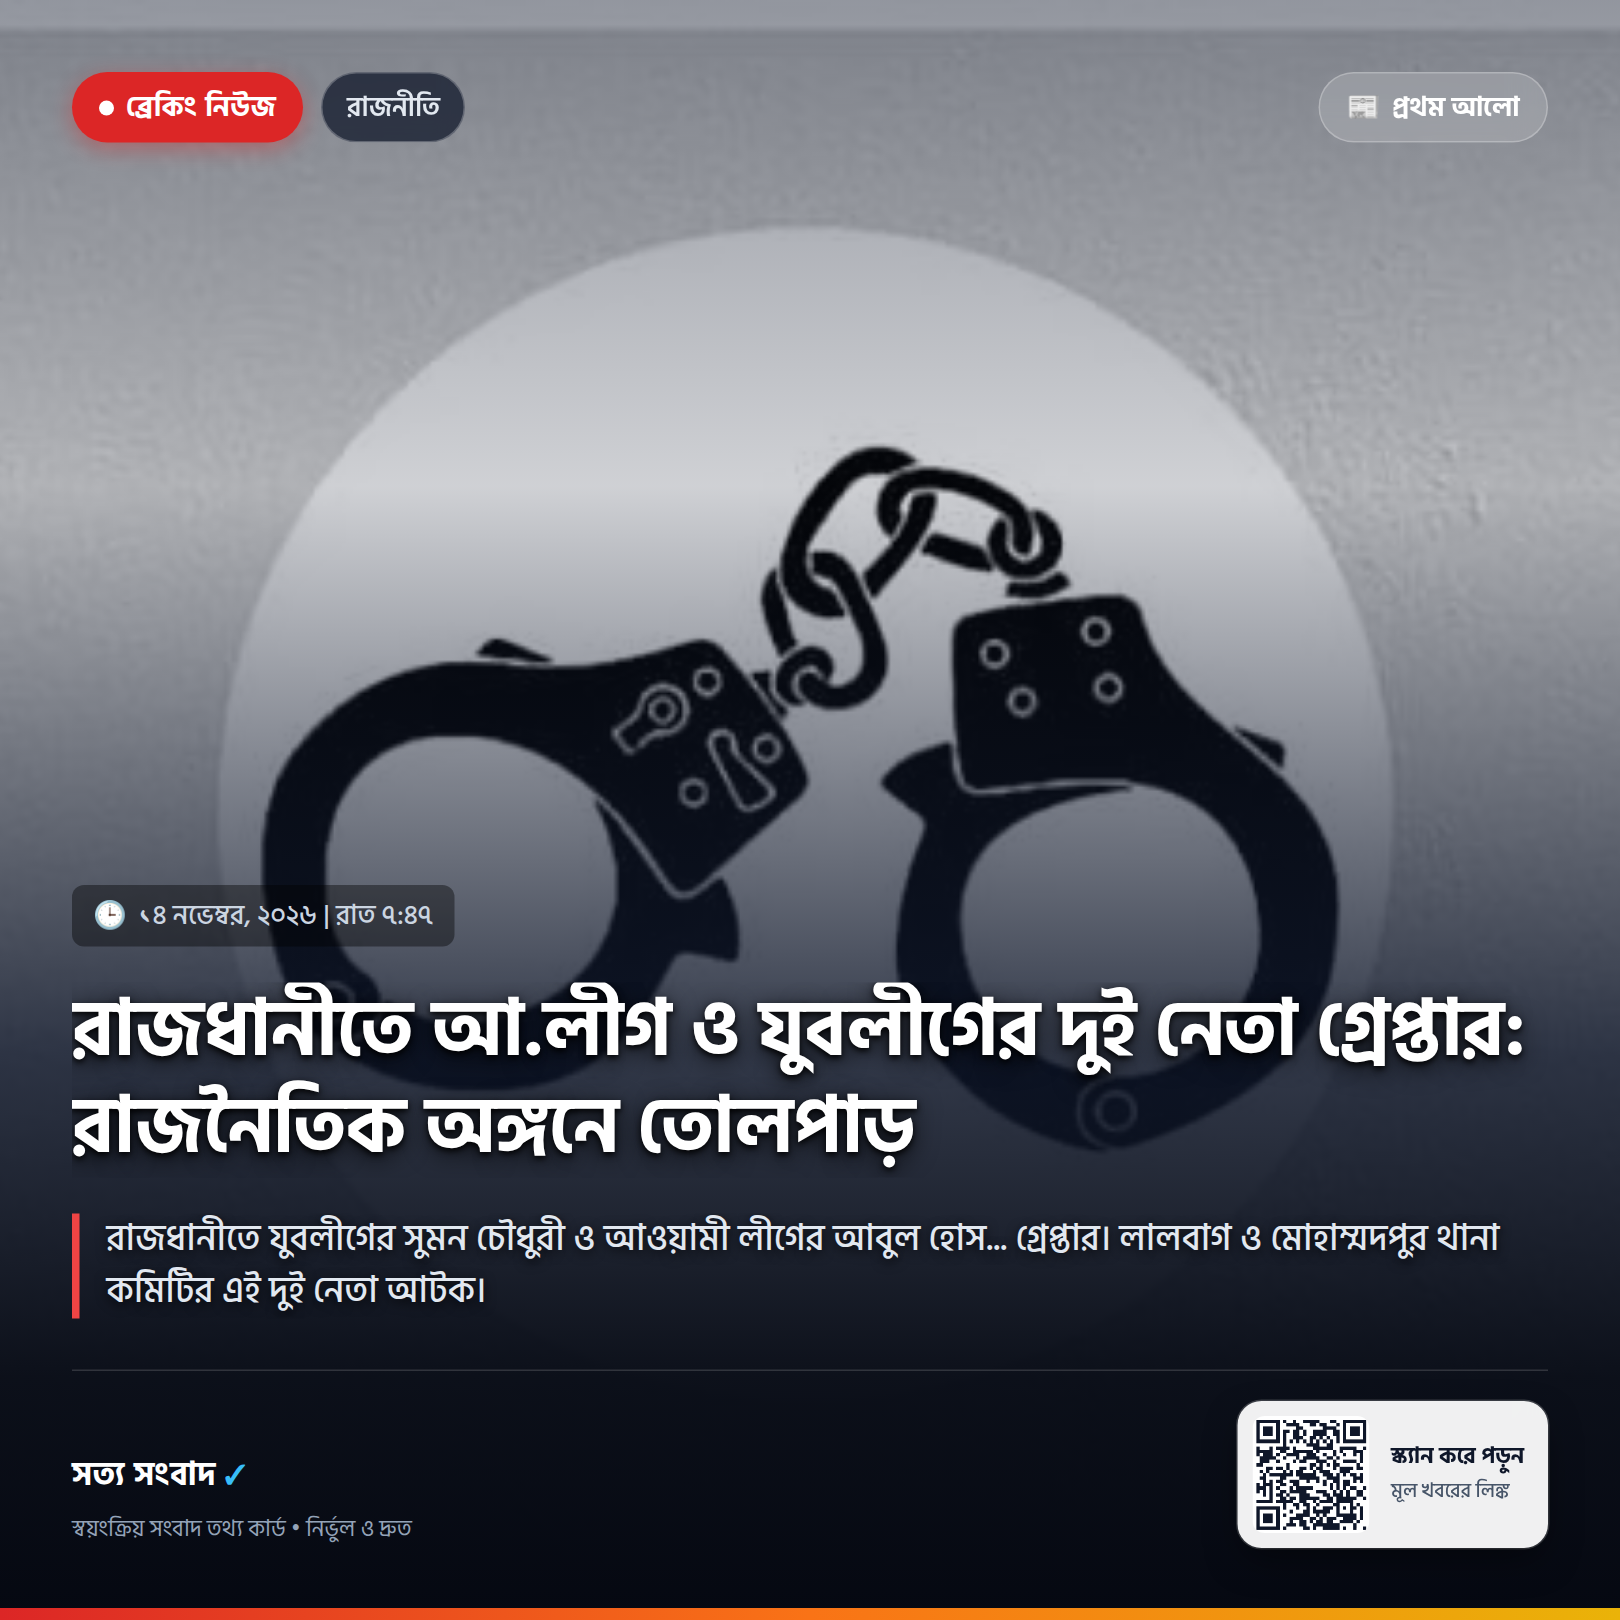 ব্রেকিং নিউজ
রাজনীতি
প্রথম আলো
৪ নভেম্বর, ২০২৬ | রাত ৭:৪৭
রাজধানীতে আ.লীগ ও যুবলীগের দুই নেতা গ্রেপ্তার:
রাজনৈতিক অঙ্গনে তোলপাড়
রাজধানীতে যুবলীগের সুমন চৌধুরী ও আওয়ামী লীগের আবুল হোস... গ্রেপ্তার। লালবাগ ও মোহাম্মদপুর থানা
কমিটির এই দুই নেতা আটক।
সত্য সংবাদ ✓
স্বয়ংক্রিয় সংবাদ তথ্য কার্ড • নির্ভুল ও দ্রুত
স্ক্যান করে পড়ুন
মূল খবরের লিঙ্ক